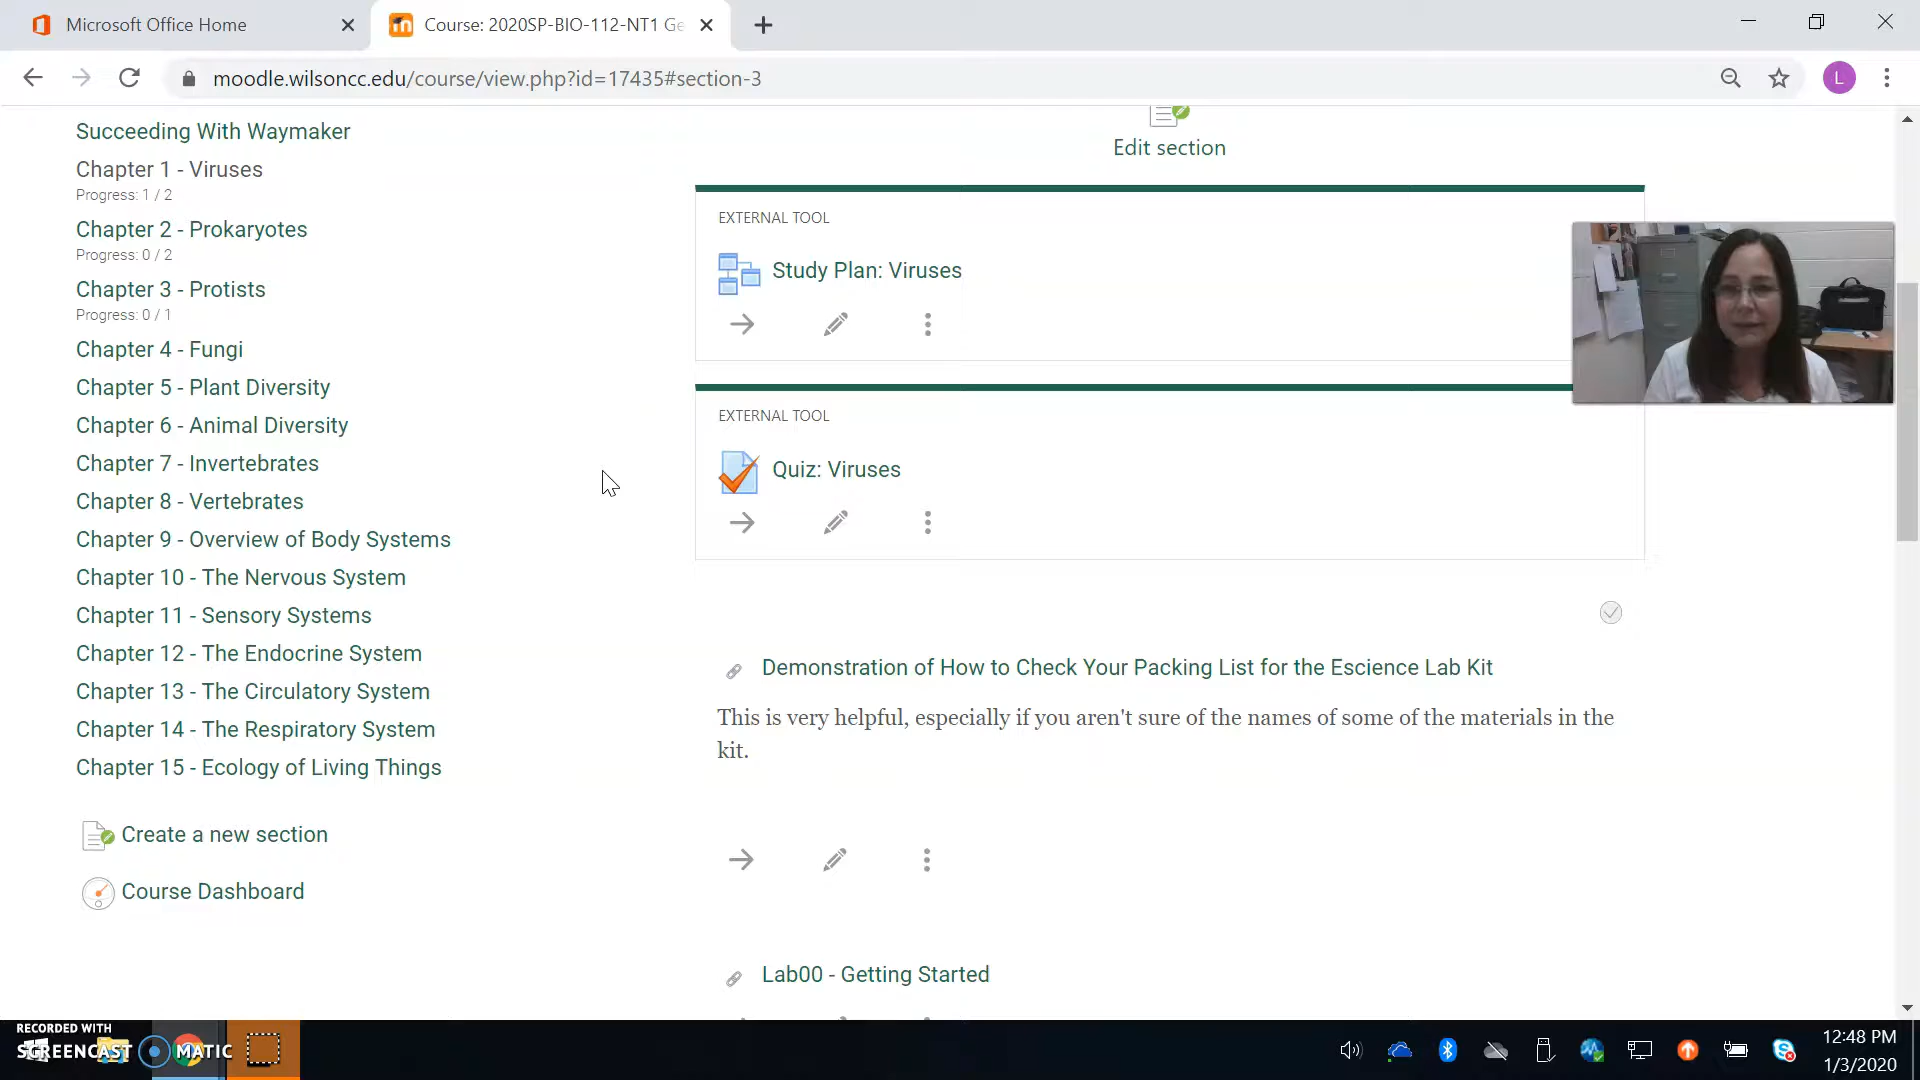 Microsoft Office Home
Course: 2020SP-BIO-112-NT1 Ge
moodle.wilsoncc.edu/course/view.php?id=17435#section-3
L
Succeeding With Waymaker
Chapter 1 - Viruses
Progress: 1 / 2
Chapter 2 - Prokaryotes
Progress: 0 / 2
Chapter 3 - Protists
Progress: 0 / 1
Chapter 4 - Fungi
Chapter 5 - Plant Diversity
Chapter 6 - Animal Diversity
Chapter 7 - Invertebrates
Chapter 8 - Vertebrates
Chapter 9 - Overview of Body Systems
Chapter 10 - The Nervous System
Chapter 11 - Sensory Systems
Chapter 12 - The Endocrine System
Chapter 13 - The Circulatory System
Chapter 14 - The Respiratory System
Chapter 15 - Ecology of Living Things
Create a new section
Course Dashboard
Edit section
EXTERNAL TOOL
Study Plan: Viruses
EXTERNAL TOOL
Quiz: Viruses
Demonstration of How to Check Your Packing List for the Escience Lab Kit
This is very helpful, especially if you aren't sure of the names of some of the materials in the
kit.
Lab00 - Getting Started
RECORDED WITH
SCREENCAST MATIC
12:48 PM
1/3/2020